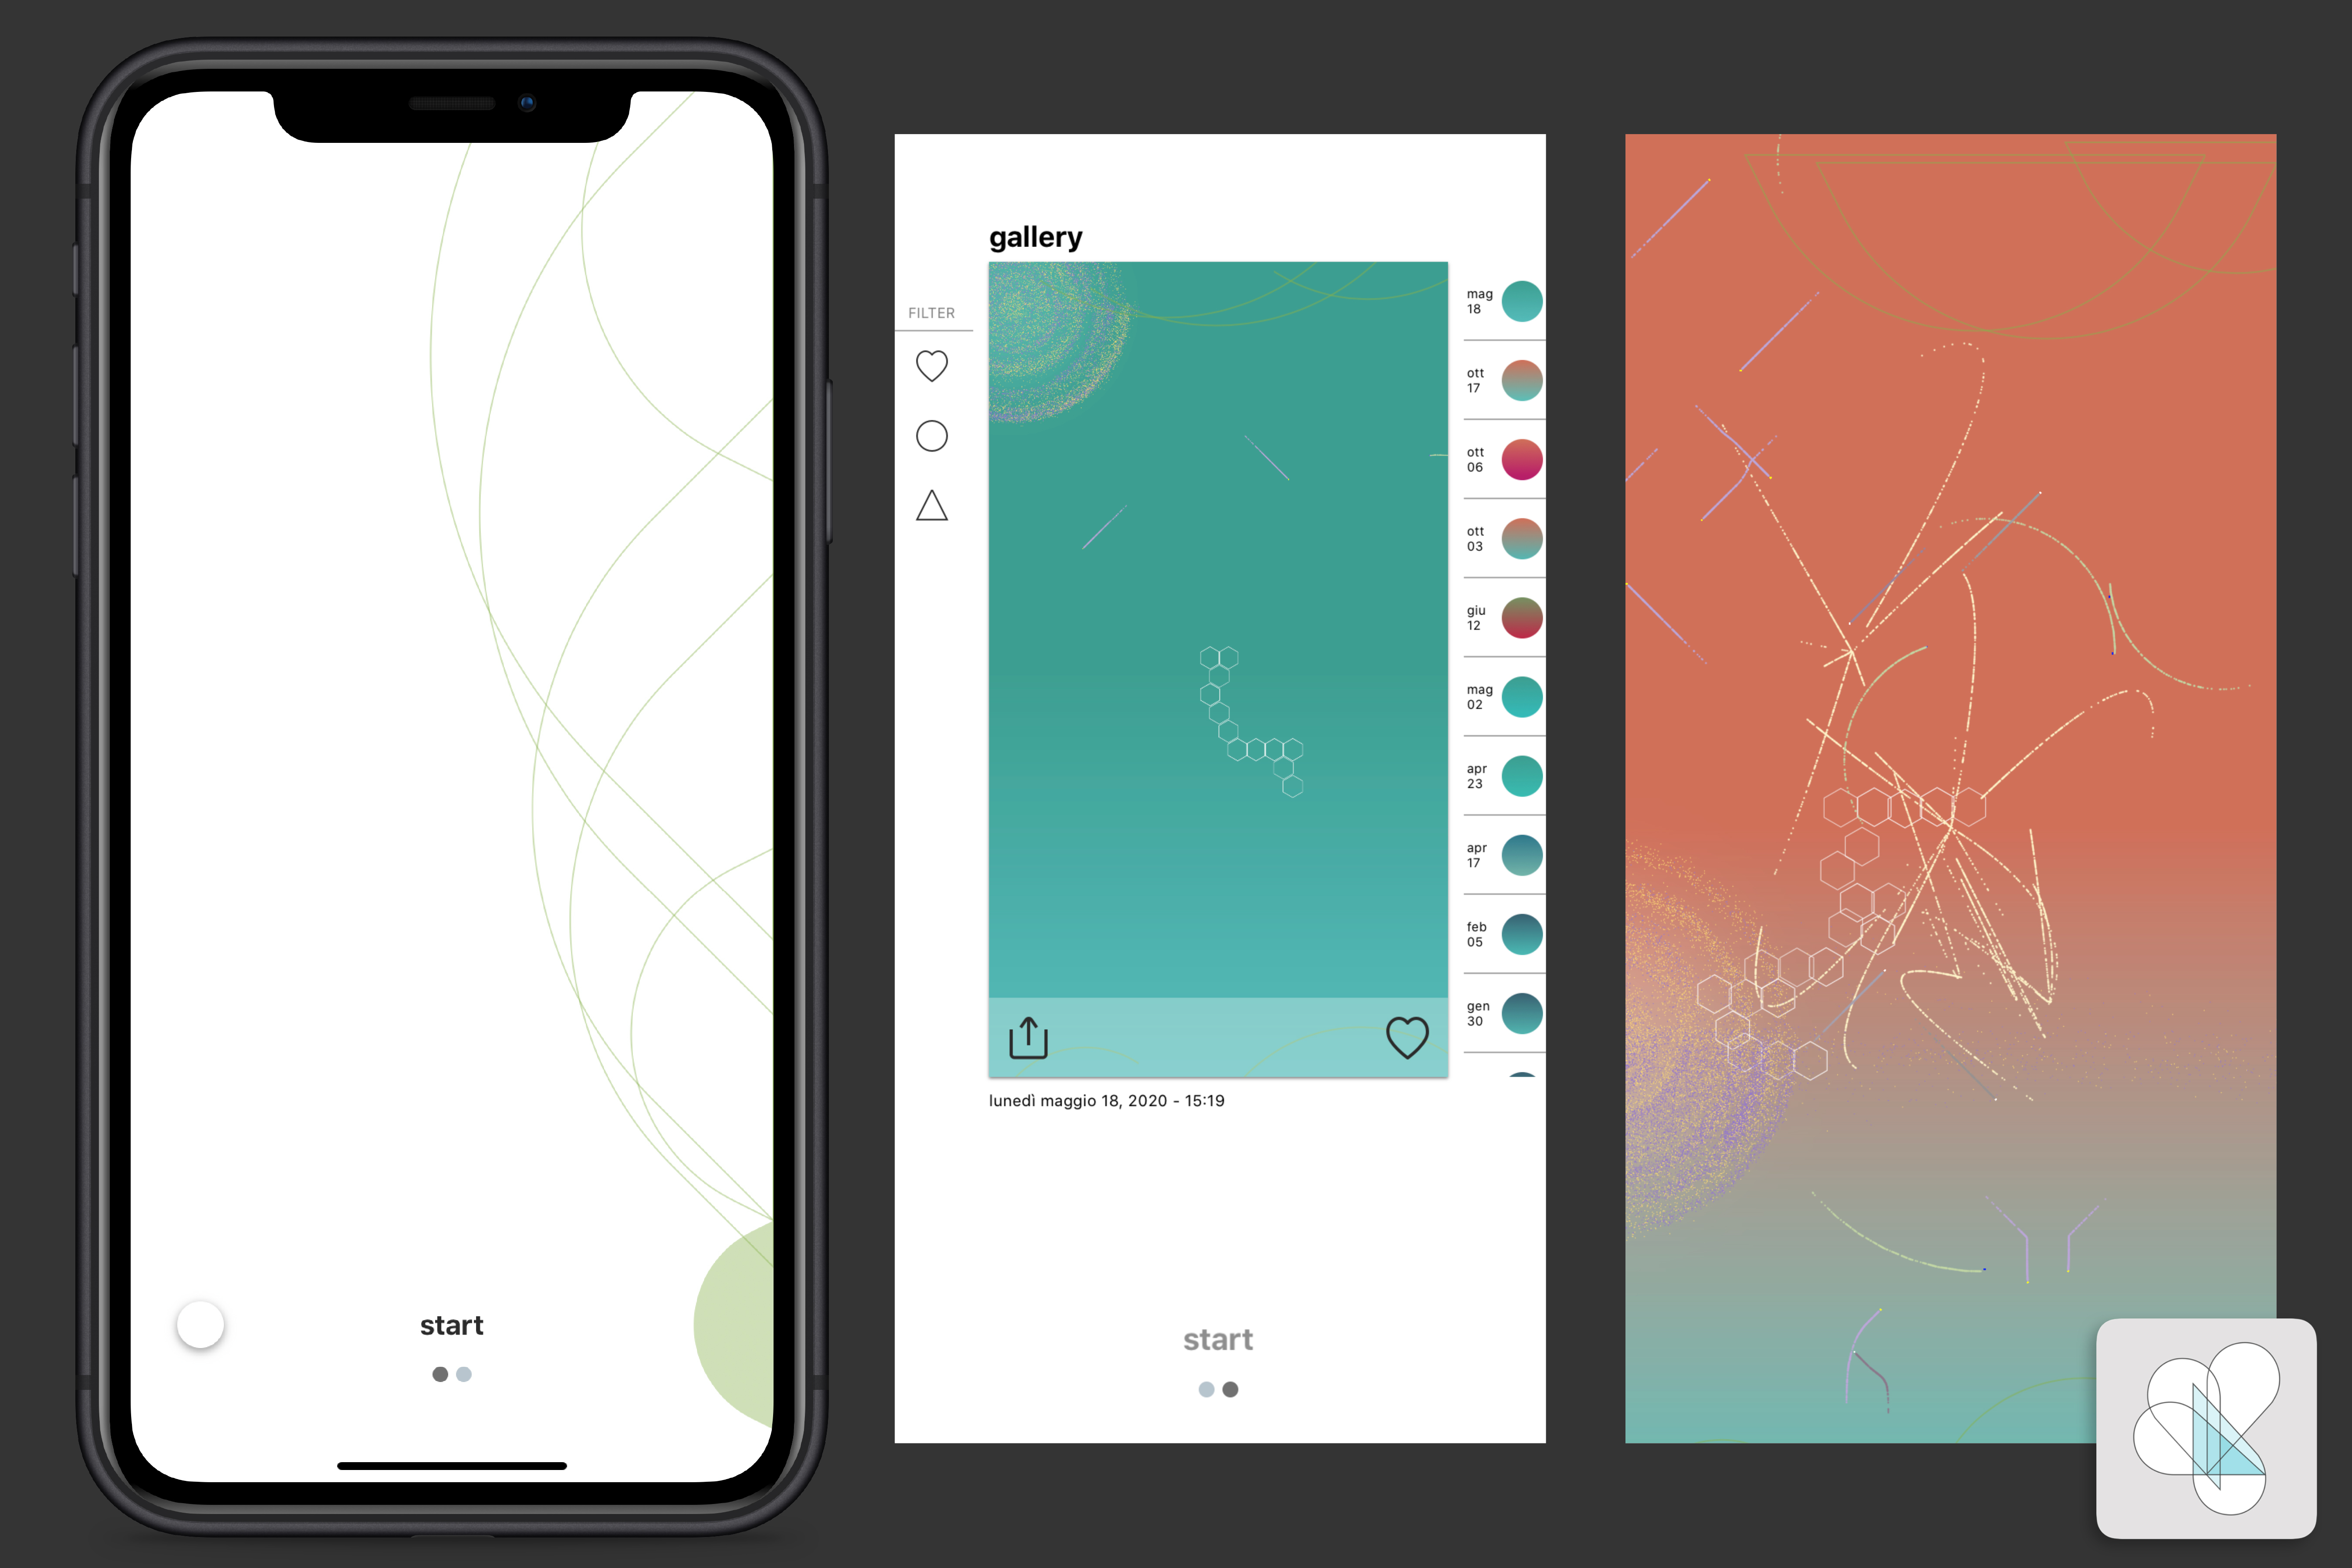 start
gallery
FILTER
mag
18
ott
17
ott
06
ott
03
giu
12
mag
02
apr
23
apr
17
feb
05
gen
30
lunedì maggio 18, 2020 - 15:19
start